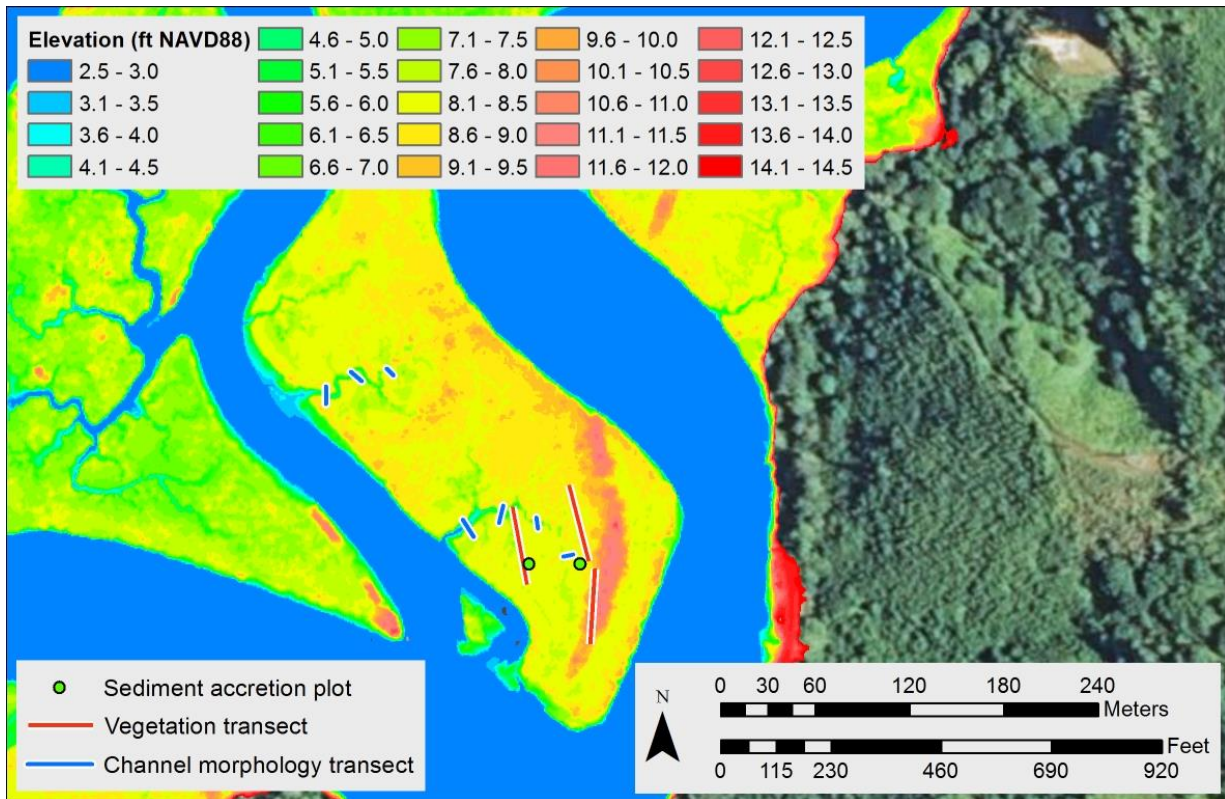 Elevation (ft NAVD88)
2.5 - 3.0
3.1 - 3.5
3.6 - 4.0
4.1 - 4.5
4.6 - 5.0
5.1 - 5.5
5.6 - 6.0
6.1 - 6.5
6.6 - 7.0
7.1 - 7.5
7.6 - 8.0
8.1 - 8.5
8.6 - 9.0
9.1 - 9.5
9.6 - 10.0
10.1 - 10.5
10.6 - 11.0
11.1 - 11.5
11.6 - 12.0
12.1 - 12.5
12.6 - 13.0
13.1 - 13.5
13.6 - 14.0
14.1 - 14.5
Sediment accretion plot
Vegetation transect
Channel morphology transect
N
0 30 60 120 180 240
Meters
Feet
0 115 230 460 690 920